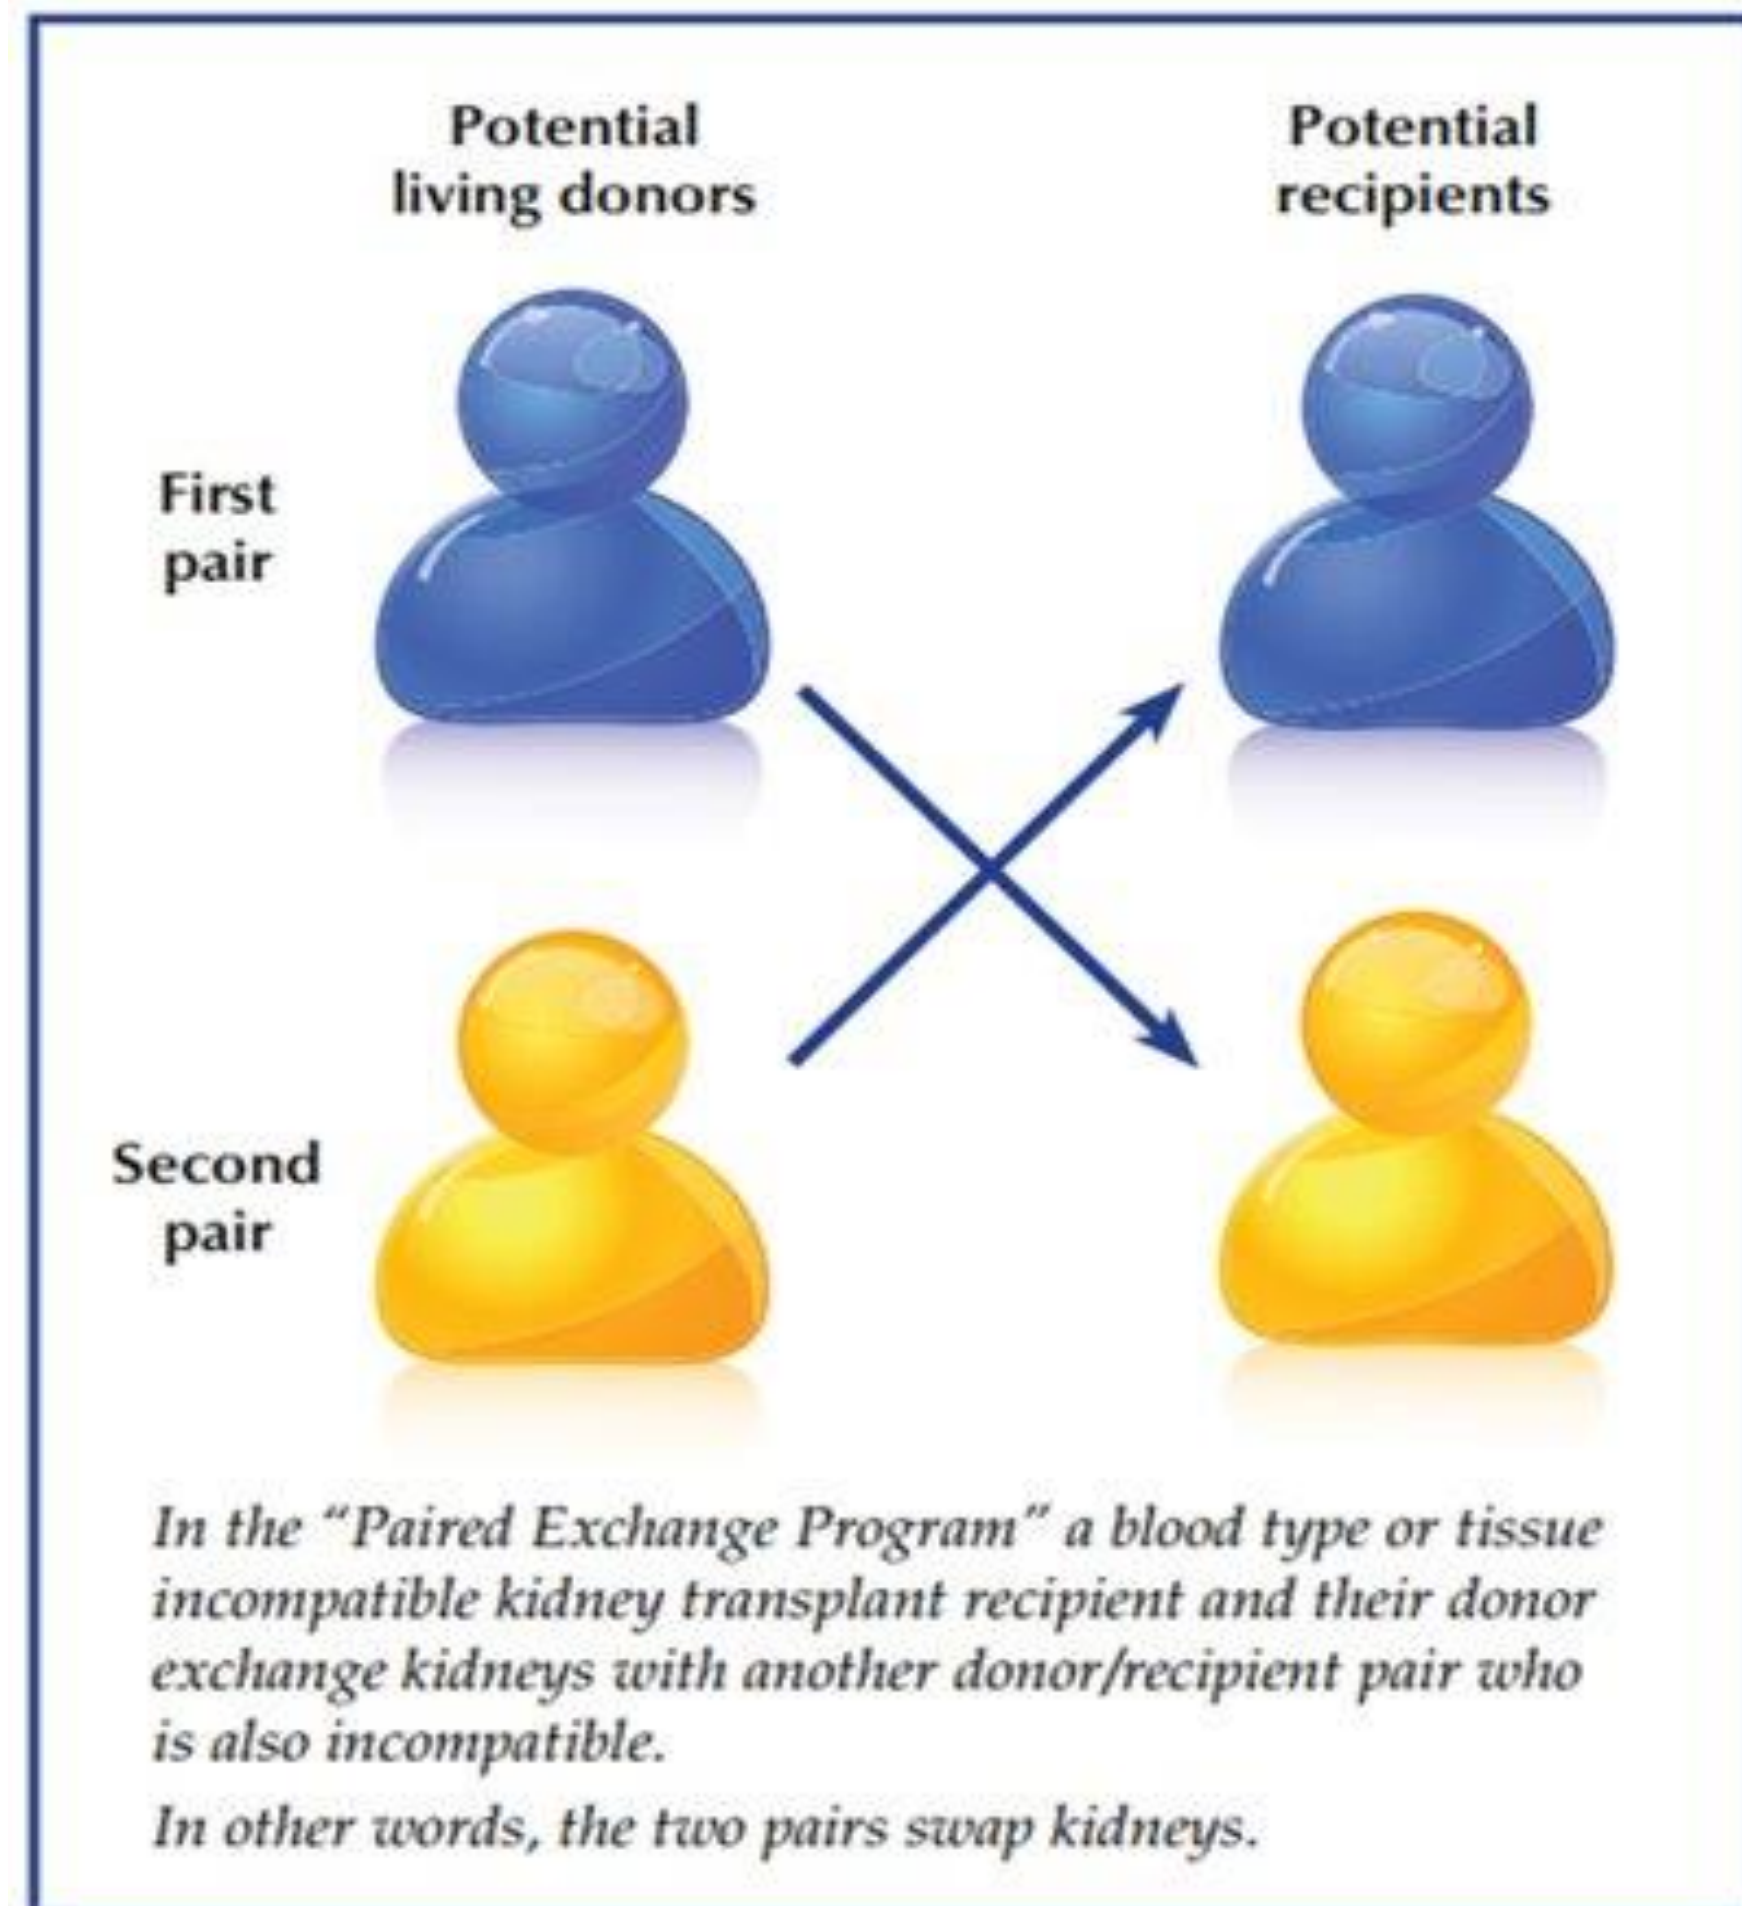 Potential
living donors
Potential
recipients
First
pair
Second
pair
In the “Paired Exchange Program” a blood type or tissue
incompatible kidney transplant recipient and their donor
exchange kidneys with another donor/recipient pair who
is also incompatible.
In other words, the two pairs swap kidneys.